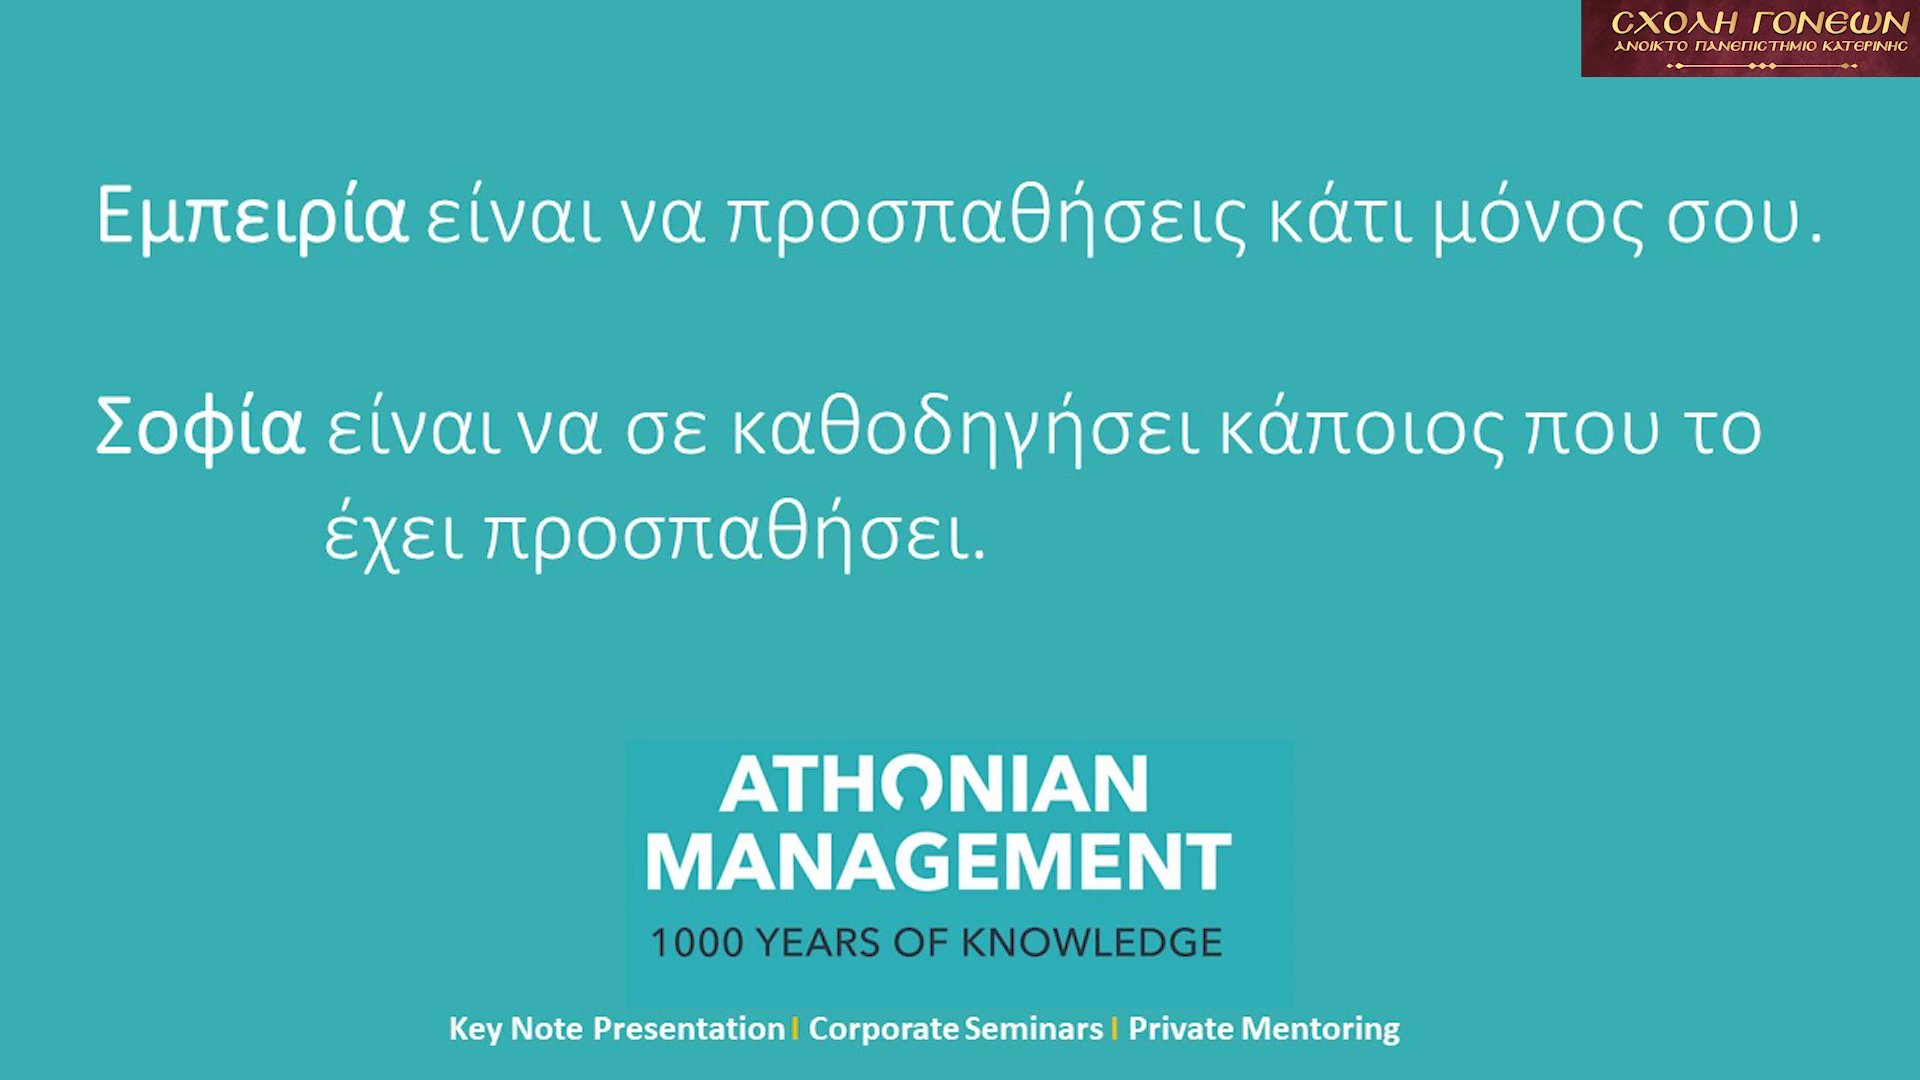 ΣΧΟΛΗ ΓΟΝΕΩΝ
ΑΝΟΙΚΤΟ ΠΑΝΕΠΙΣΤΗΜΙΟ ΚΑΤΕΡΙΝΗΣ
Εμπειρία είναι να προσπαθήσεις κάτι μόνος σου.
Σοφία είναι να σε καθοδηγήσει κάποιος που το
έχει προσπαθήσει.
ATHONIAN
MANAGEMENT
1000 YEARS OF KNOWLEDGE
Key Note Presentation | Corporate Seminars | Private Mentoring